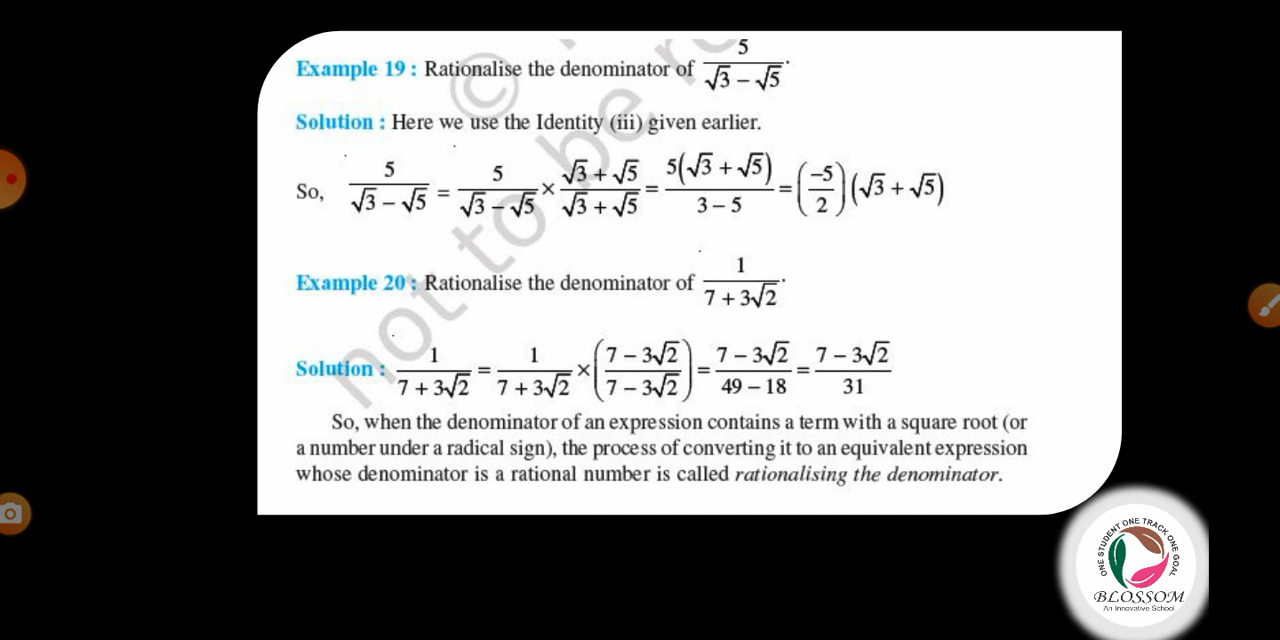 Example 19 : Rationalise the denominator of 5/(√3 − √5).
Solution : Here we use the Identity (iii) given earlier.
So, 5/(√3 − √5) = 5/(√3 − √5) × (√3 + √5)/(√3 + √5) = 5(√3 + √5)/(3 − 5) = (−5/2)(√3 + √5)
Example 20 : Rationalise the denominator of 1/(7 + 3√2).
Solution : 1/(7 + 3√2) = 1/(7 + 3√2) × ((7 − 3√2)/(7 − 3√2)) = (7 − 3√2)/(49 − 18) = (7 − 3√2)/31
So, when the denominator of an expression contains a term with a square root (or
a number under a radical sign), the process of converting it to an equivalent expression
whose denominator is a rational number is called rationalising the denominator.
©
not to be re
ONE STUDENT ONE TRACK ONE GOAL
BLOSSOM
An Innovative School